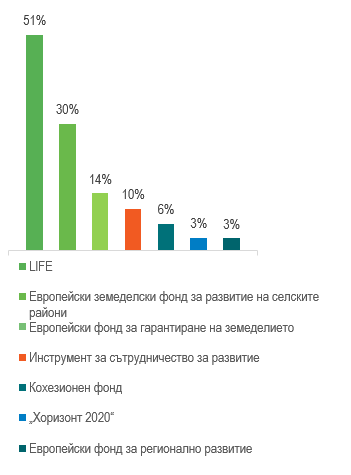 51%
30%
14%
10%
6%
3%
3%
LIFE
Европейски земеделски фонд за развитие на селските
райони
Европейски фонд за гарантиране на земеделието
Инструмент за сътрудничество за развитие
Кохезионен фонд
„Хоризонт 2020“
Европейски фонд за регионално развитие